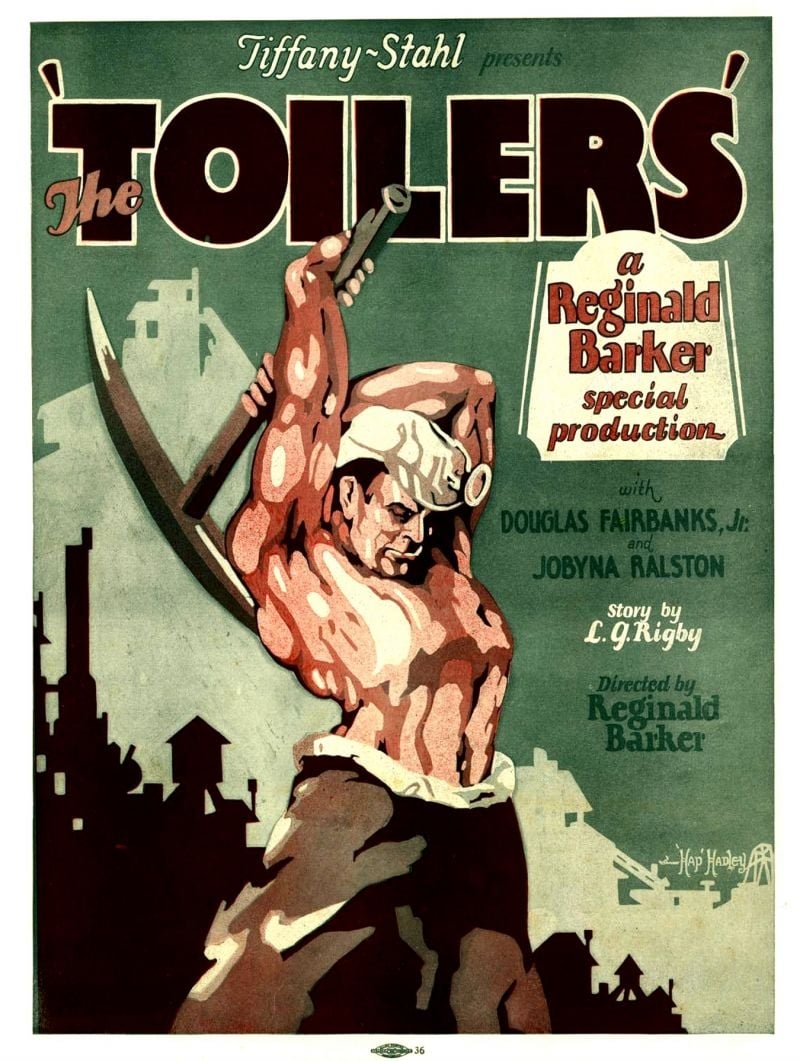 Tiffany~Stahl presents
The 'TOILERS'
a
Reginald
Barker
special
production
with
DOUGLAS FAIRBANKS, Jr.
and
JOBYNA RALSTON
Story by
L.G.Rigby
Directed by
Reginald
Barker
'HAP' HADLEY
36